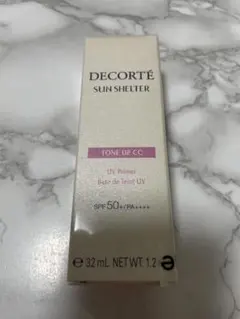 DECORTÉ
SUN SHELTER
TONE UP CC
UV Primer
Base de Teint UV
SPF50+/PA++++
e 32 mL NET WT. 1.2